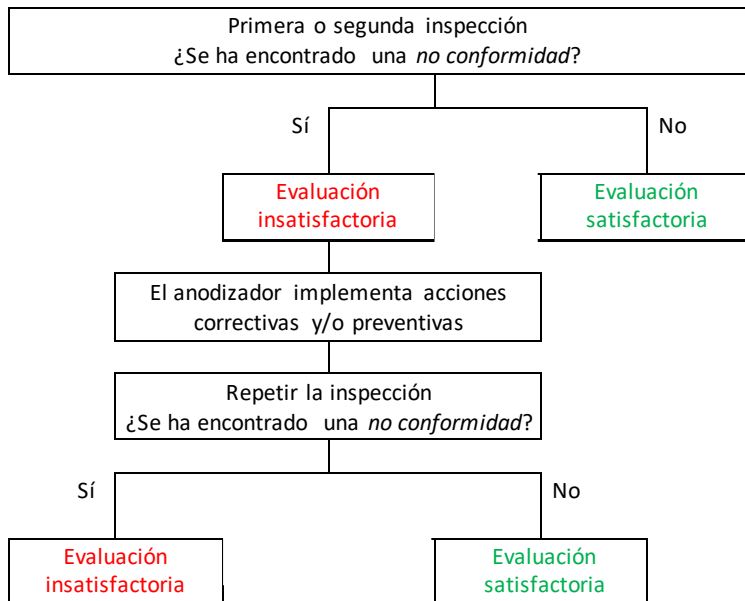 Primera o segunda inspección
¿Se ha encontrado una no conformidad?
Sí
No
Evaluación
insatisfactoria
Evaluación
satisfactoria
El anodizador implementa acciones
correctivas y/o preventivas
Repetir la inspección
¿Se ha encontrado una no conformidad?
Sí
No
Evaluación
insatisfactoria
Evaluación
satisfactoria